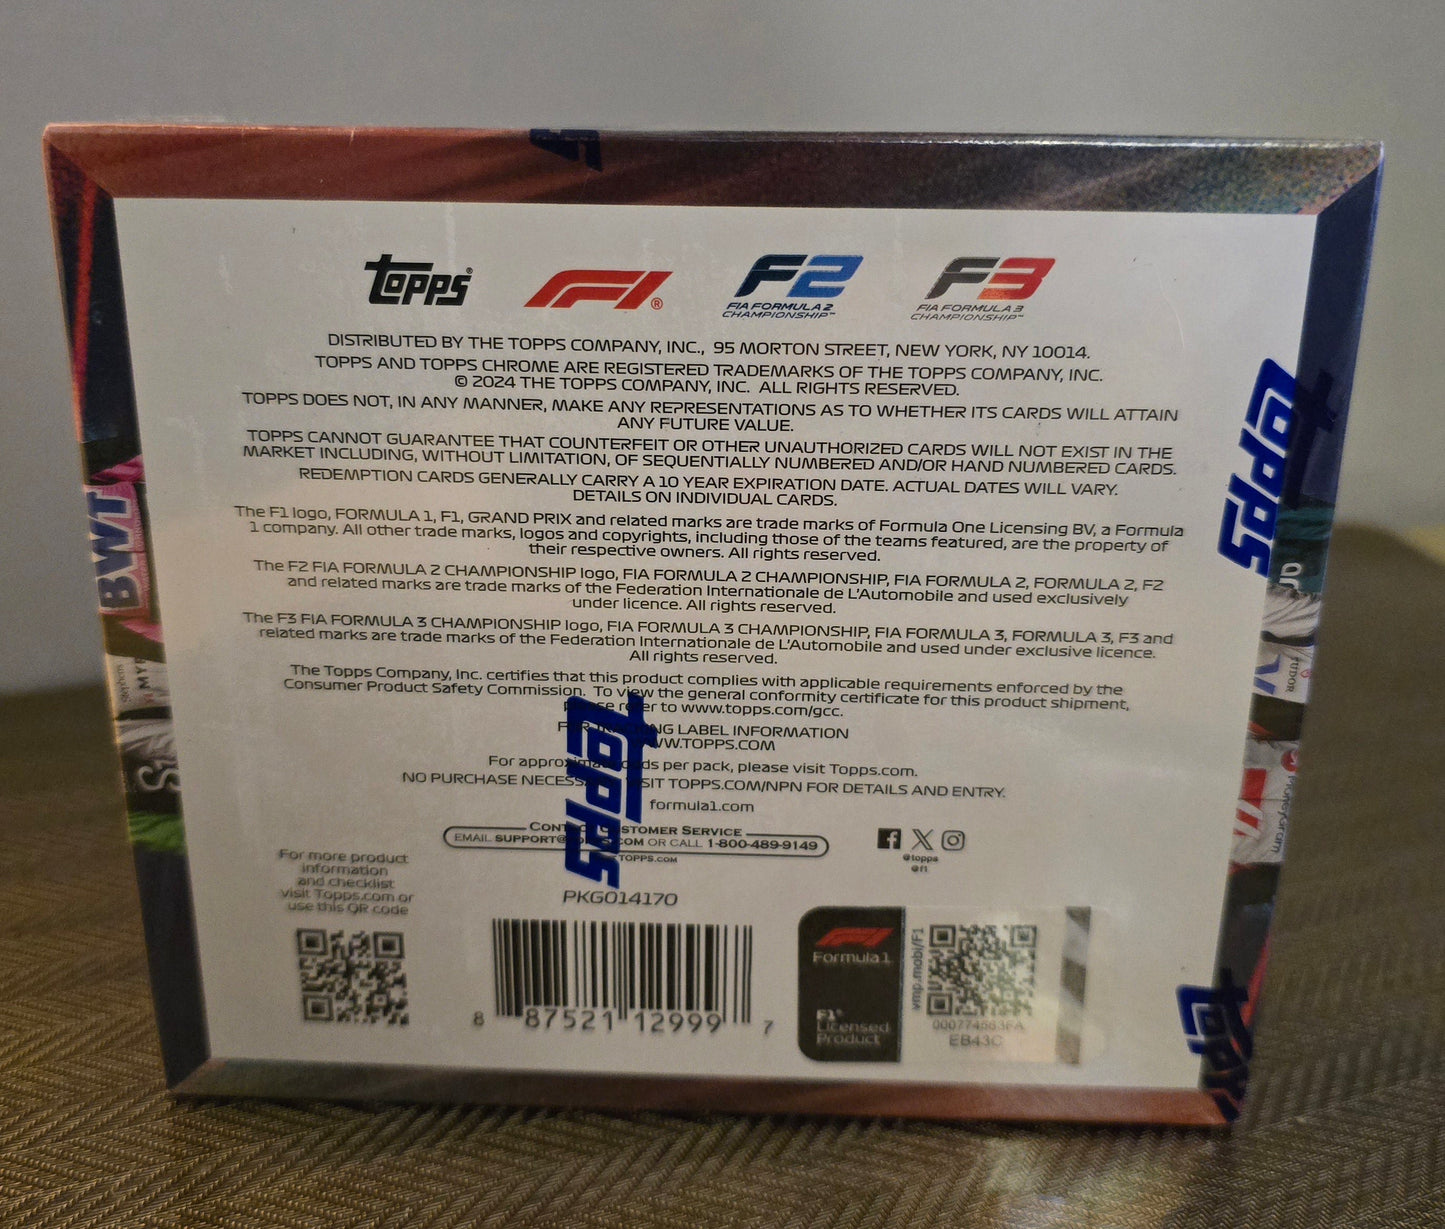 TOPPS®
F1®
F2
FIA FORMULA 2
CHAMPIONSHIP™
F3
FIA FORMULA 3
CHAMPIONSHIP™
DISTRIBUTED BY THE TOPPS COMPANY, INC., 95 MORTON STREET, NEW YORK, NY 10014.
TOPPS AND TOPPS CHROME ARE REGISTERED TRADEMARKS OF THE TOPPS COMPANY, INC.
© 2024 THE TOPPS COMPANY, INC. ALL RIGHTS RESERVED.
TOPPS DOES NOT, IN ANY MANNER, MAKE ANY REPRESENTATIONS AS TO WHETHER ITS CARDS WILL ATTAIN
ANY FUTURE VALUE.
TOPPS CANNOT GUARANTEE THAT COUNTERFEIT OR OTHER UNAUTHORIZED CARDS WILL NOT EXIST IN THE
MARKET INCLUDING, WITHOUT LIMITATION, OF SEQUENTIALLY NUMBERED AND/OR HAND NUMBERED CARDS.
REDEMPTION CARDS GENERALLY CARRY A 10 YEAR EXPIRATION DATE. ACTUAL DATES WILL VARY.
DETAILS ON INDIVIDUAL CARDS.
The F1 logo, FORMULA 1, F1, GRAND PRIX and related marks are trade marks of Formula One Licensing BV, a Formula
1 company. All other trade marks, logos and copyrights, including those of the teams featured, are the property of
their respective owners. All rights reserved.
The F2 FIA FORMULA 2 CHAMPIONSHIP logo, FIA FORMULA 2 CHAMPIONSHIP, FIA FORMULA 2, FORMULA 2, F2
and related marks are trade marks of the Federation Internationale de L'Automobile and used exclusively
under licence. All rights reserved.
The F3 FIA FORMULA 3 CHAMPIONSHIP logo, FIA FORMULA 3 CHAMPIONSHIP, FIA FORMULA 3, FORMULA 3, F3 and
related marks are trade marks of the Federation Internationale de L'Automobile and used under exclusive licence.
All rights reserved.
The Topps Company, Inc. certifies that this product complies with applicable requirements enforced by the
Consumer Product Safety Commission. To view the general conformity certificate for this product shipment,
refer to www.topps.com/gcc.
LABEL INFORMATION
WWW.TOPPS.COM
For approximate cards per pack, please visit Topps.com.
NO PURCHASE NECESSARY. VISIT TOPPS.COM/NPN FOR DETAILS AND ENTRY.
formula1.com
CONTACT CUSTOMER SERVICE
EMAIL SUPPORT@TOPPS.COM OR CALL 1-800-489-9149
TOPPS.COM
@topps
@f1
For more product
information
and checklist
visit Topps.com or
use this QR code
PKG014170
8 87521 12999 7
F1
Formula 1
F1®
Licensed
Product
vmp.mobi/F1
EB43C
TOPPS
TOPPS
BWT
TUDOR